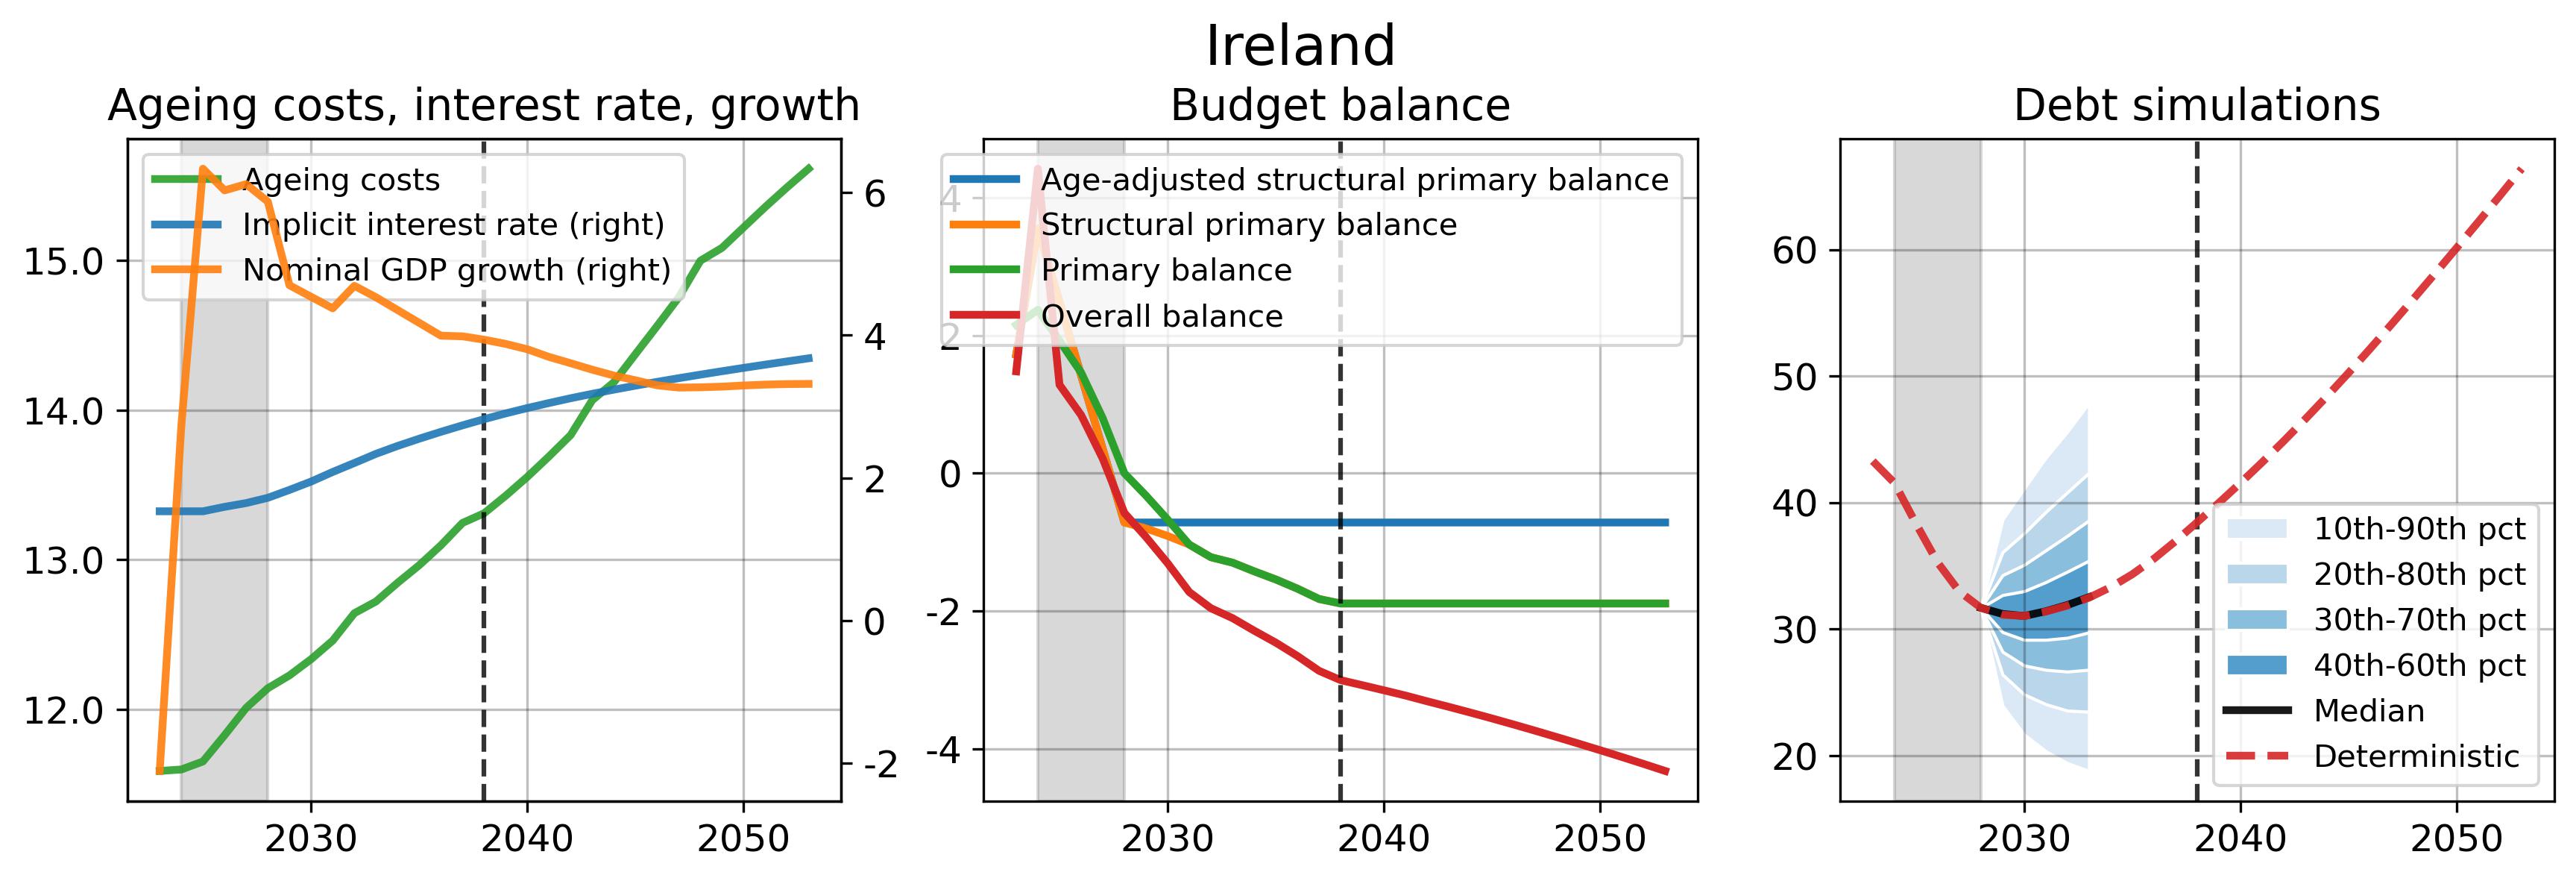 Ireland
Ageing costs, interest rate, growth
Ageing costs
Implicit interest rate (right)
Nominal GDP growth (right)
15.0
14.0
13.0
12.0
6
4
2
0
-2
2030
2040
2050
Budget balance
Age-adjusted structural primary balance
Structural primary balance
Primary balance
Overall balance
4
2
0
-2
-4
2030
2040
2050
Debt simulations
60
50
40
30
20
10th-90th pct
20th-80th pct
30th-70th pct
40th-60th pct
Median
Deterministic
2030
2040
2050